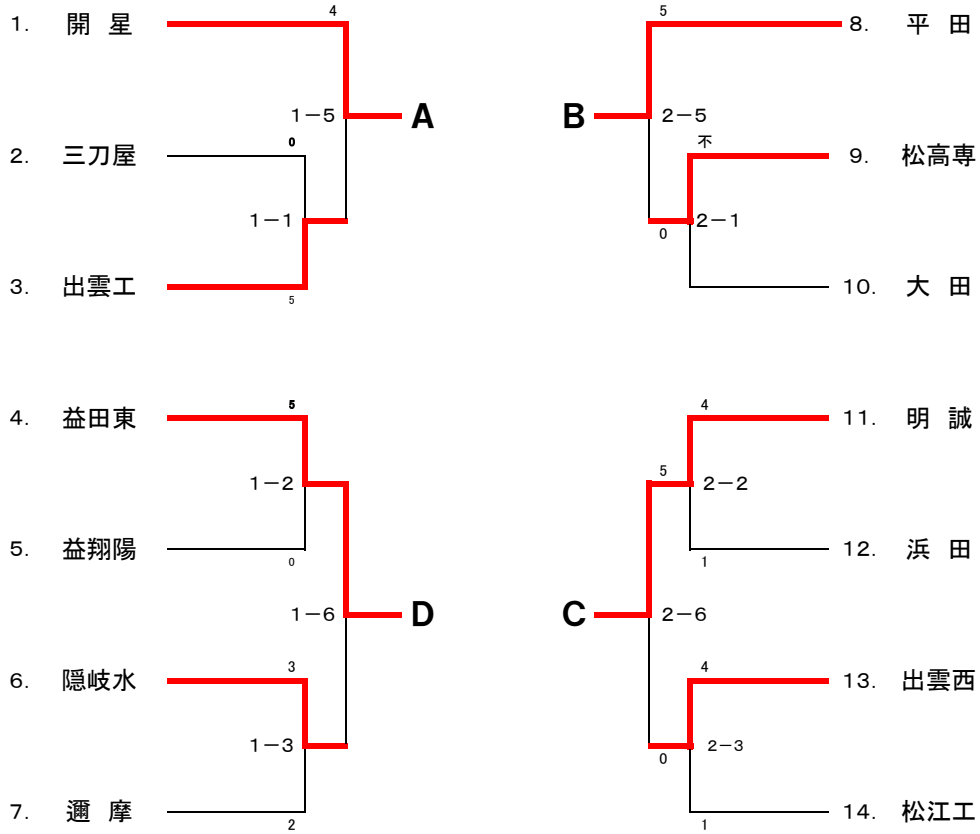 4
5
1. 開 星
8. 平 田
1-5
A
B
2-5
0
不
2. 三刀屋
9. 松高専
1-1
2-1
0
3. 出雲工
10. 大 田
5
5
4
4. 益田東
11. 明 誠
5
1-2
2-2
5. 益翔陽
12. 浜 田
0
1
1-6
D
C
2-6
3
4
6. 隠岐水
13. 出雲西
1-3
2-3
0
7. 邇 摩
14. 松江工
2
1